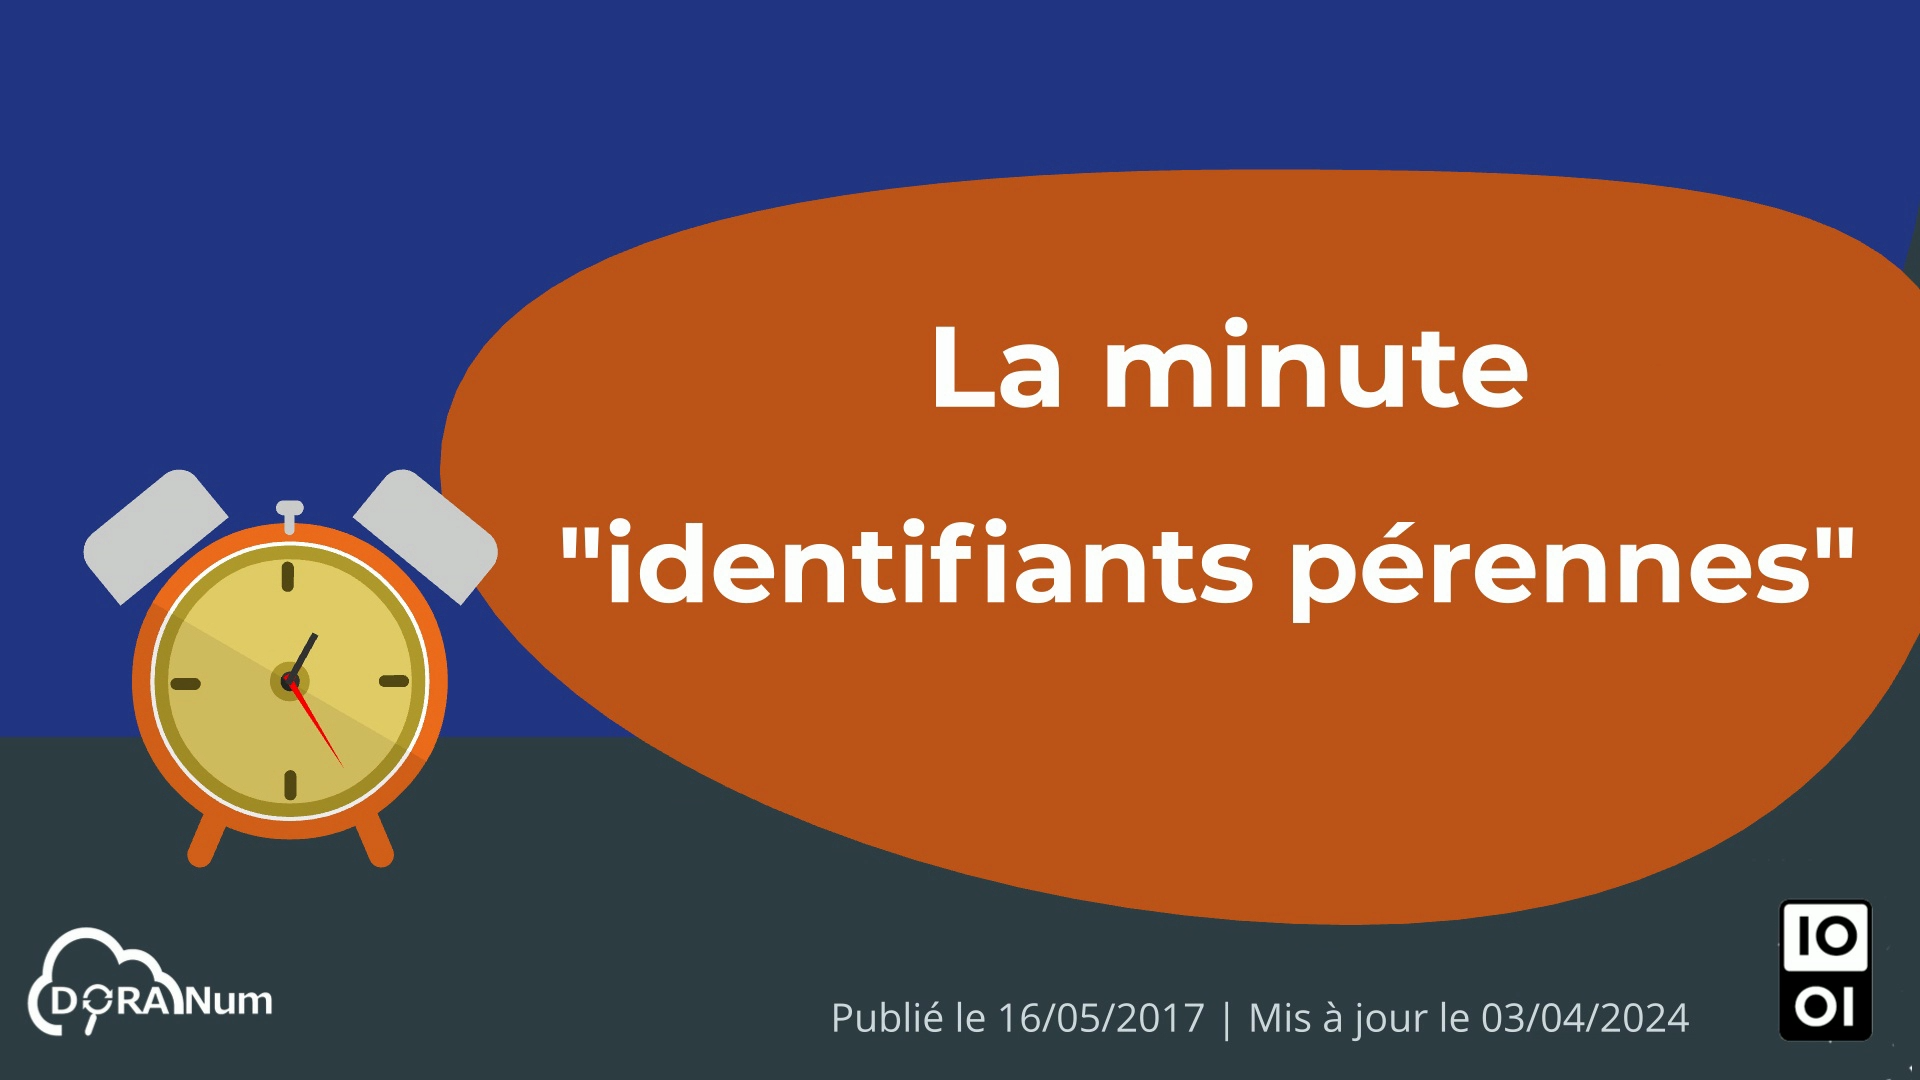 La minute
"identifiants pérennes"
DORANum
Publié le 16/05/2017 | Mis à jour le 03/04/2024
IO
OI